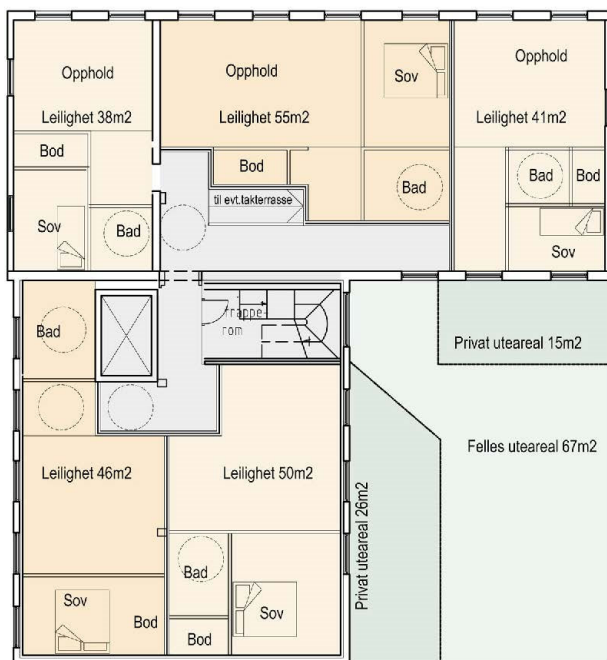 Opphold
Leilighet 38m2
Bod
Sov
Bad
Opphold
Leilighet 55m2
Sov
Bod
Bad
til evt.takterrasse
Opphold
Leilighet 41m2
Bad
Bod
Sov
Bad
Trappe-
rom
Leilighet 46m2
Sov
Bod
Leilighet 50m2
Bad
Bod
Sov
Privat uteareal 15m2
Felles uteareal 67m2
Privat uteareal 26m2